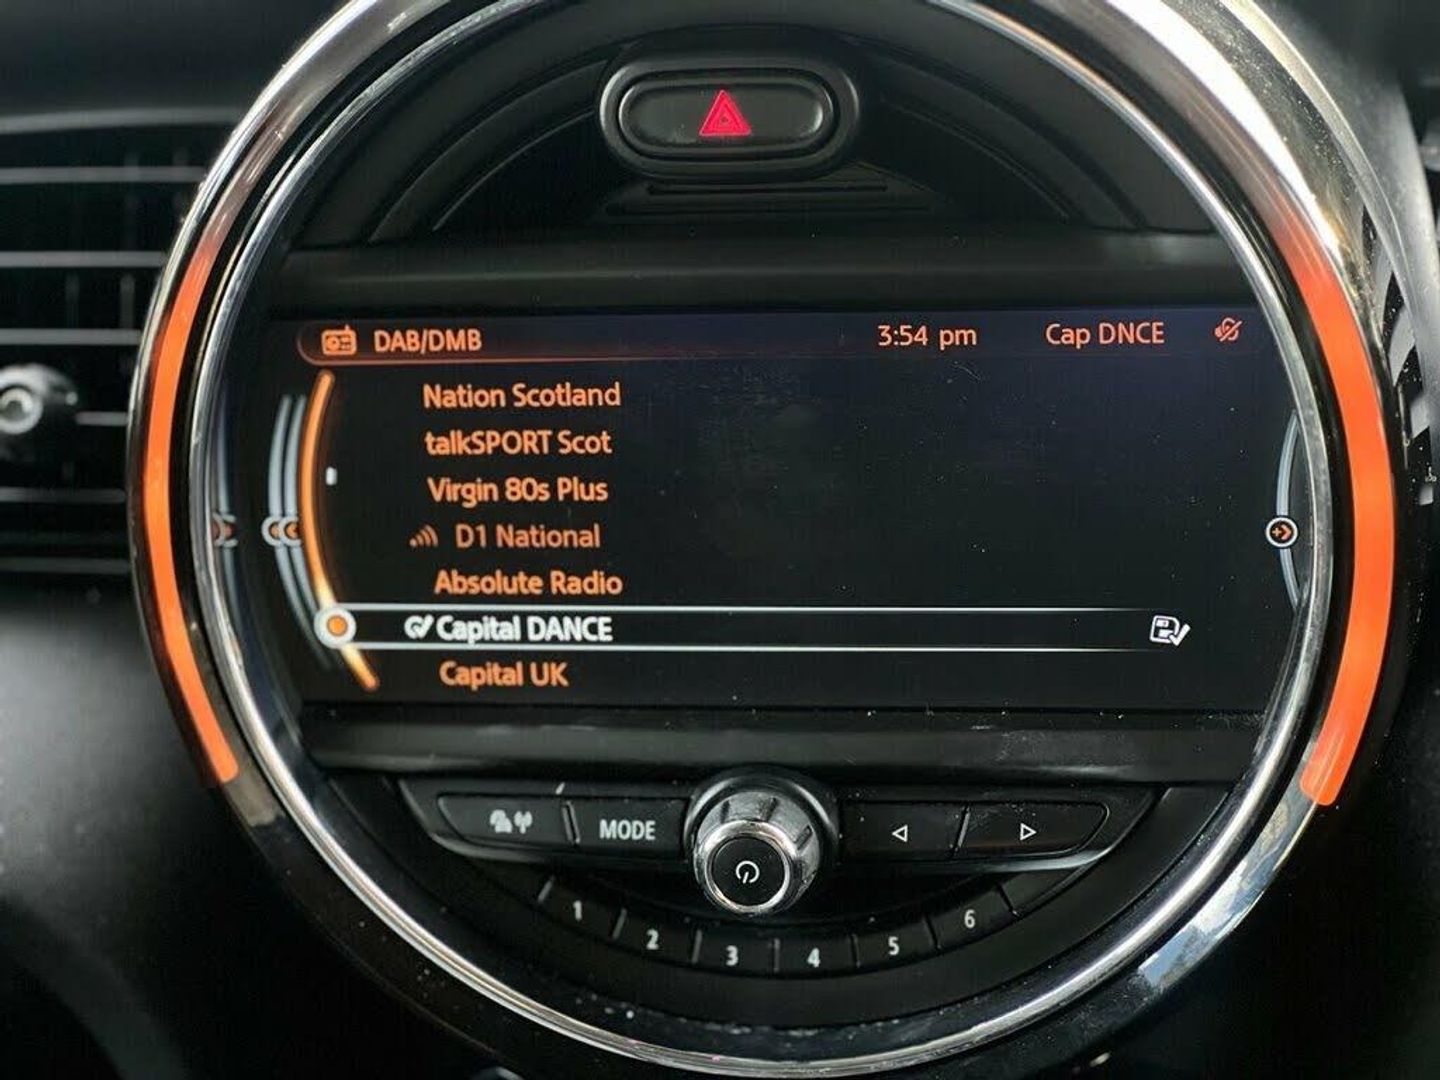 DAB/DMB 3:54 pm Cap DNCE
Nation Scotland
talkSPORT Scot
Virgin 80s Plus
D1 National
Absolute Radio
Capital DANCE
Capital UK
MODE
1 2 3 4 5 6